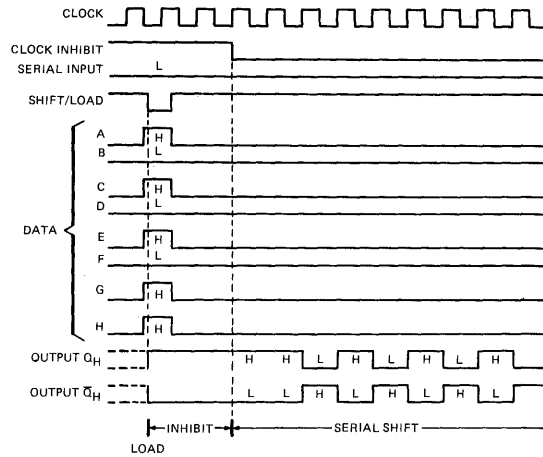 CLOCK
CLOCK INHIBIT
SERIAL INPUT L
SHIFT/LOAD
DATA
A H
B L
C H
D L
E H
F L
G H
H H
OUTPUT QH H H L H L H L H
OUTPUT Q̅H L L H L H L H L
INHIBIT SERIAL SHIFT
LOAD